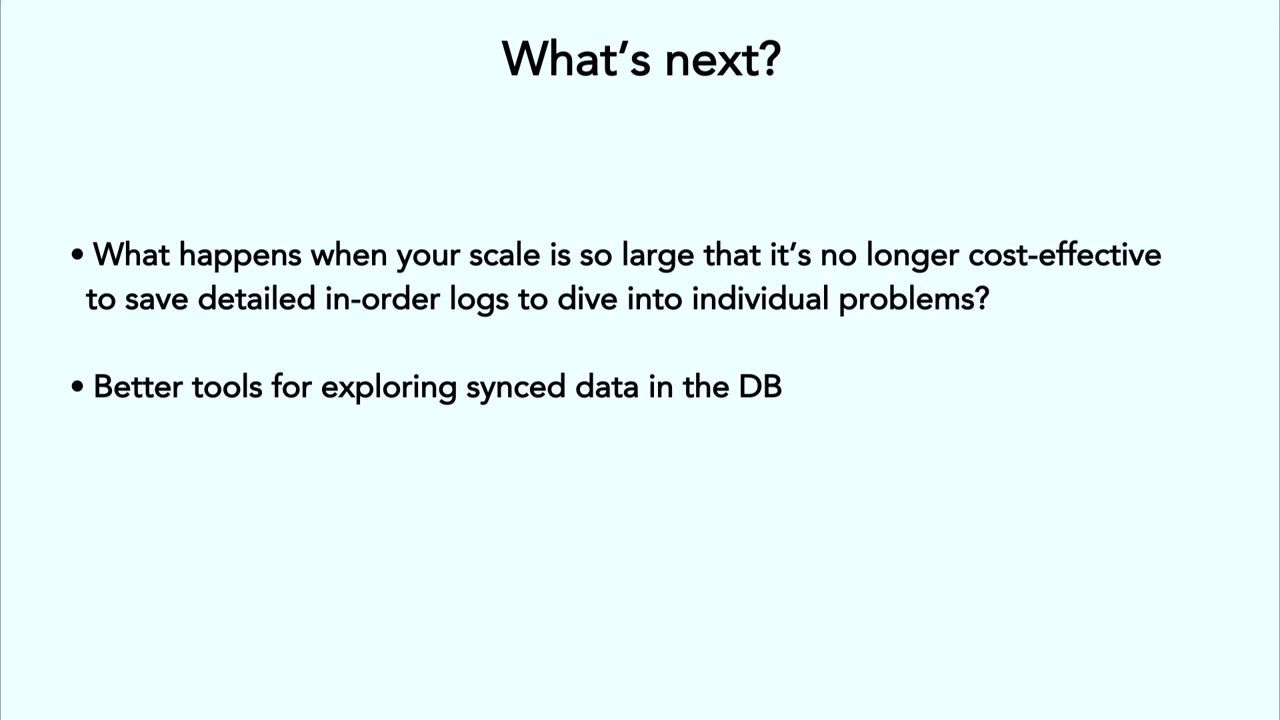 What’s next?
• What happens when your scale is so large that it’s no longer cost-effective
to save detailed in-order logs to dive into individual problems?
• Better tools for exploring synced data in the DB